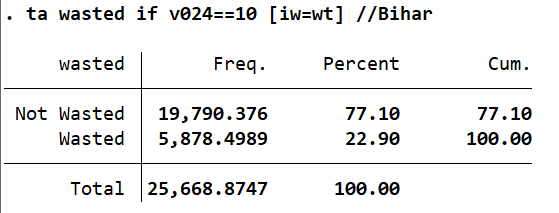 . ta wasted if v024==10 [iw=wt] //Bihar
wasted Freq. Percent Cum.
Not Wasted 19,790.376 77.10 77.10
Wasted 5,878.4989 22.90 100.00
Total 25,668.8747 100.00